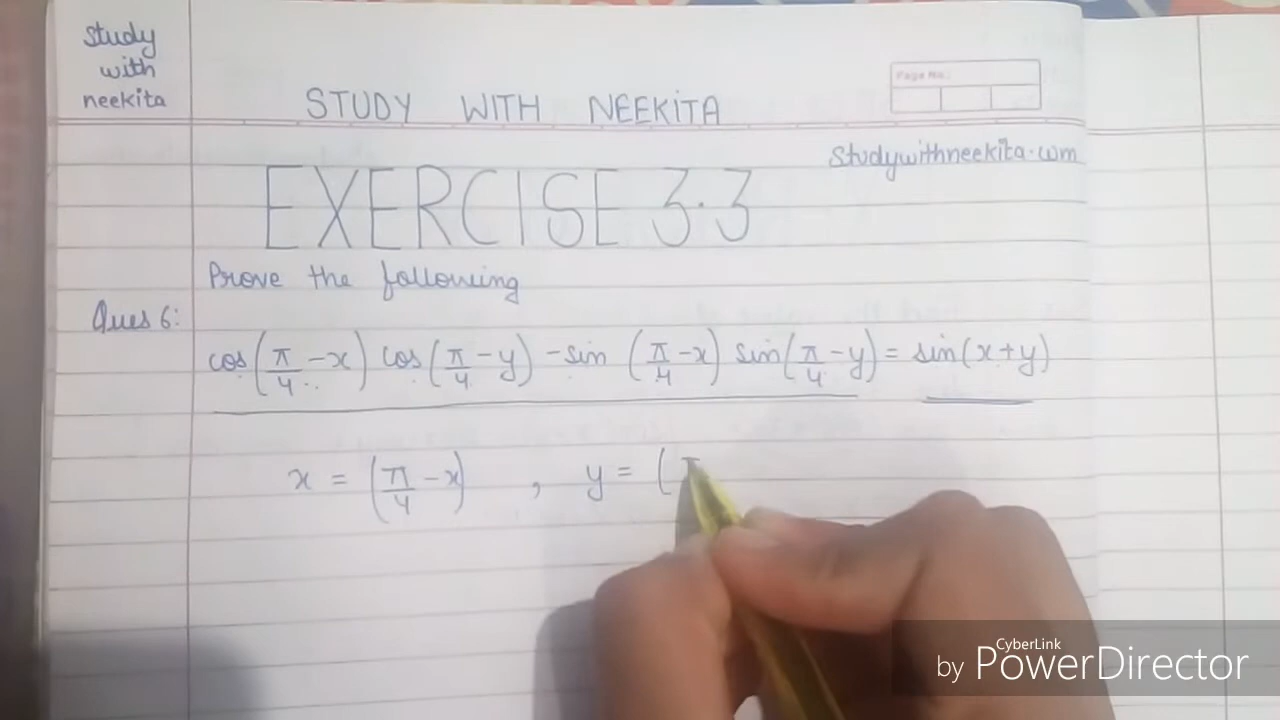 study
with
neekita
STUDY WITH NEEKITA
Page No.
studywithneekita.com
EXERCISE 3.3
Prove the following
Ques 6:
cos(π/4 - x) cos(π/4 - y) - sin (π/4 - x) sin(π/4 - y) = sin(x+y)
x = (π/4 - x) , y = (π
CyberLink
by PowerDirector